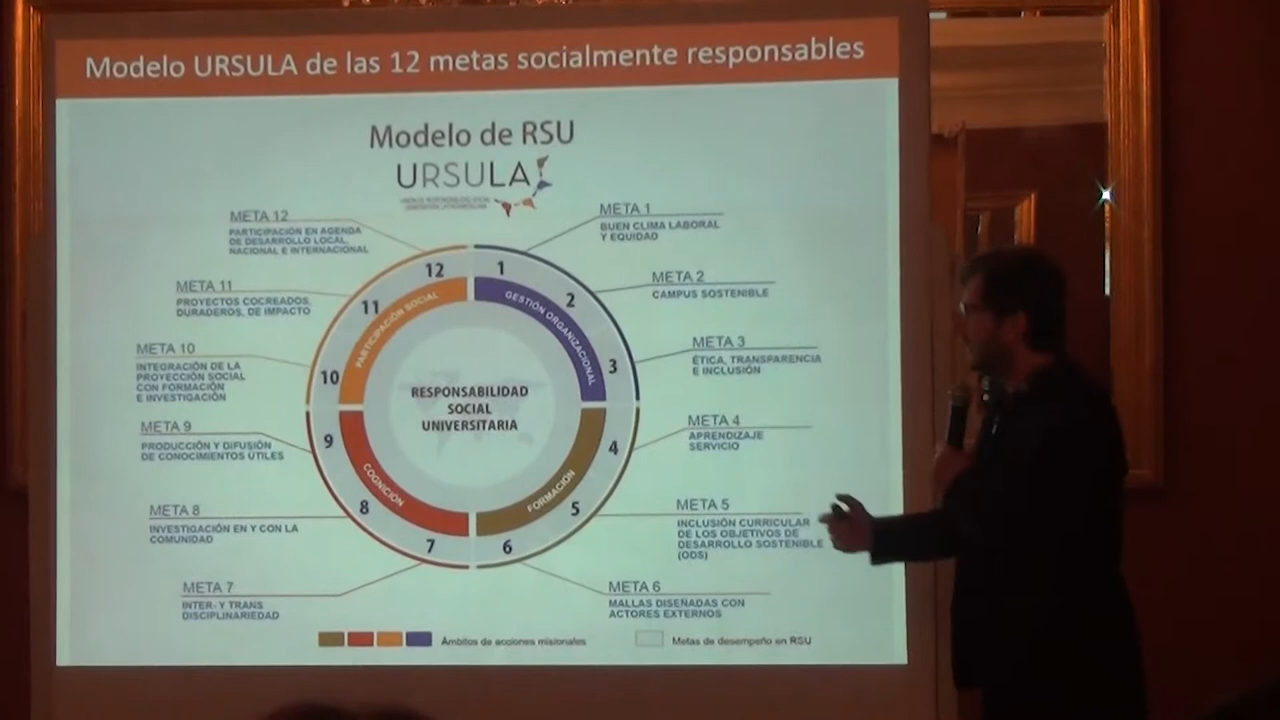 Modelo URSULA de las 12 metas socialmente responsables
Modelo de RSU
URSULA
META 12
PARTICIPACIÓN EN AGENDA
DE DESARROLLO LOCAL,
NACIONAL E INTERNACIONAL
META 1
BUEN CLIMA LABORAL
Y EQUIDAD
META 11
PROYECTOS COCREADOS,
DURADEROS, DE IMPACTO
META 2
CAMPUS SOSTENIBLE
META 10
INTEGRACIÓN DE LA
PROYECCIÓN SOCIAL
CON FORMACIÓN
E INVESTIGACIÓN
META 3
ÉTICA, TRANSPARENCIA
E INCLUSIÓN
META 9
PRODUCCIÓN Y DIFUSIÓN
DE CONOCIMIENTOS ÚTILES
META 4
APRENDIZAJE
SERVICIO
META 8
INVESTIGACIÓN EN Y CON LA
COMUNIDAD
META 5
INCLUSIÓN CURRICULAR
DE LOS OBJETIVOS DE
DESARROLLO SOSTENIBLE
(ODS)
META 7
INTER- Y TRANS
DISCIPLINARIEDAD
META 6
MALLAS DISEÑADAS CON
ACTORES EXTERNOS
12
1
11
2
10
3
9
4
8
5
7
6
PARTICIPACIÓN SOCIAL
GESTIÓN ORGANIZACIONAL
COGNICIÓN
FORMACIÓN
RESPONSABILIDAD
SOCIAL
UNIVERSITARIA
Ámbitos de acciones misionales
Metas de desempeño en RSU